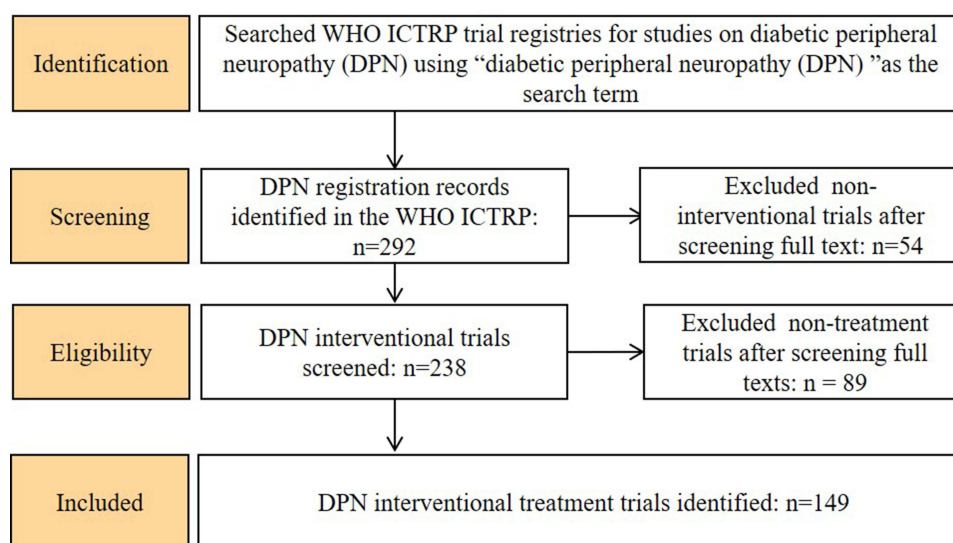 Identification
Searched WHO ICTRP trial registries for studies on diabetic peripheral
neuropathy (DPN) using “diabetic peripheral neuropathy (DPN) ”as the
search term
Screening
DPN registration records
identified in the WHO ICTRP:
n=292
Excluded non-
interventional trials after
screening full text: n=54
Eligibility
DPN interventional trials
screened: n=238
Excluded non-treatment
trials after screening full
texts: n = 89
Included
DPN interventional treatment trials identified: n=149